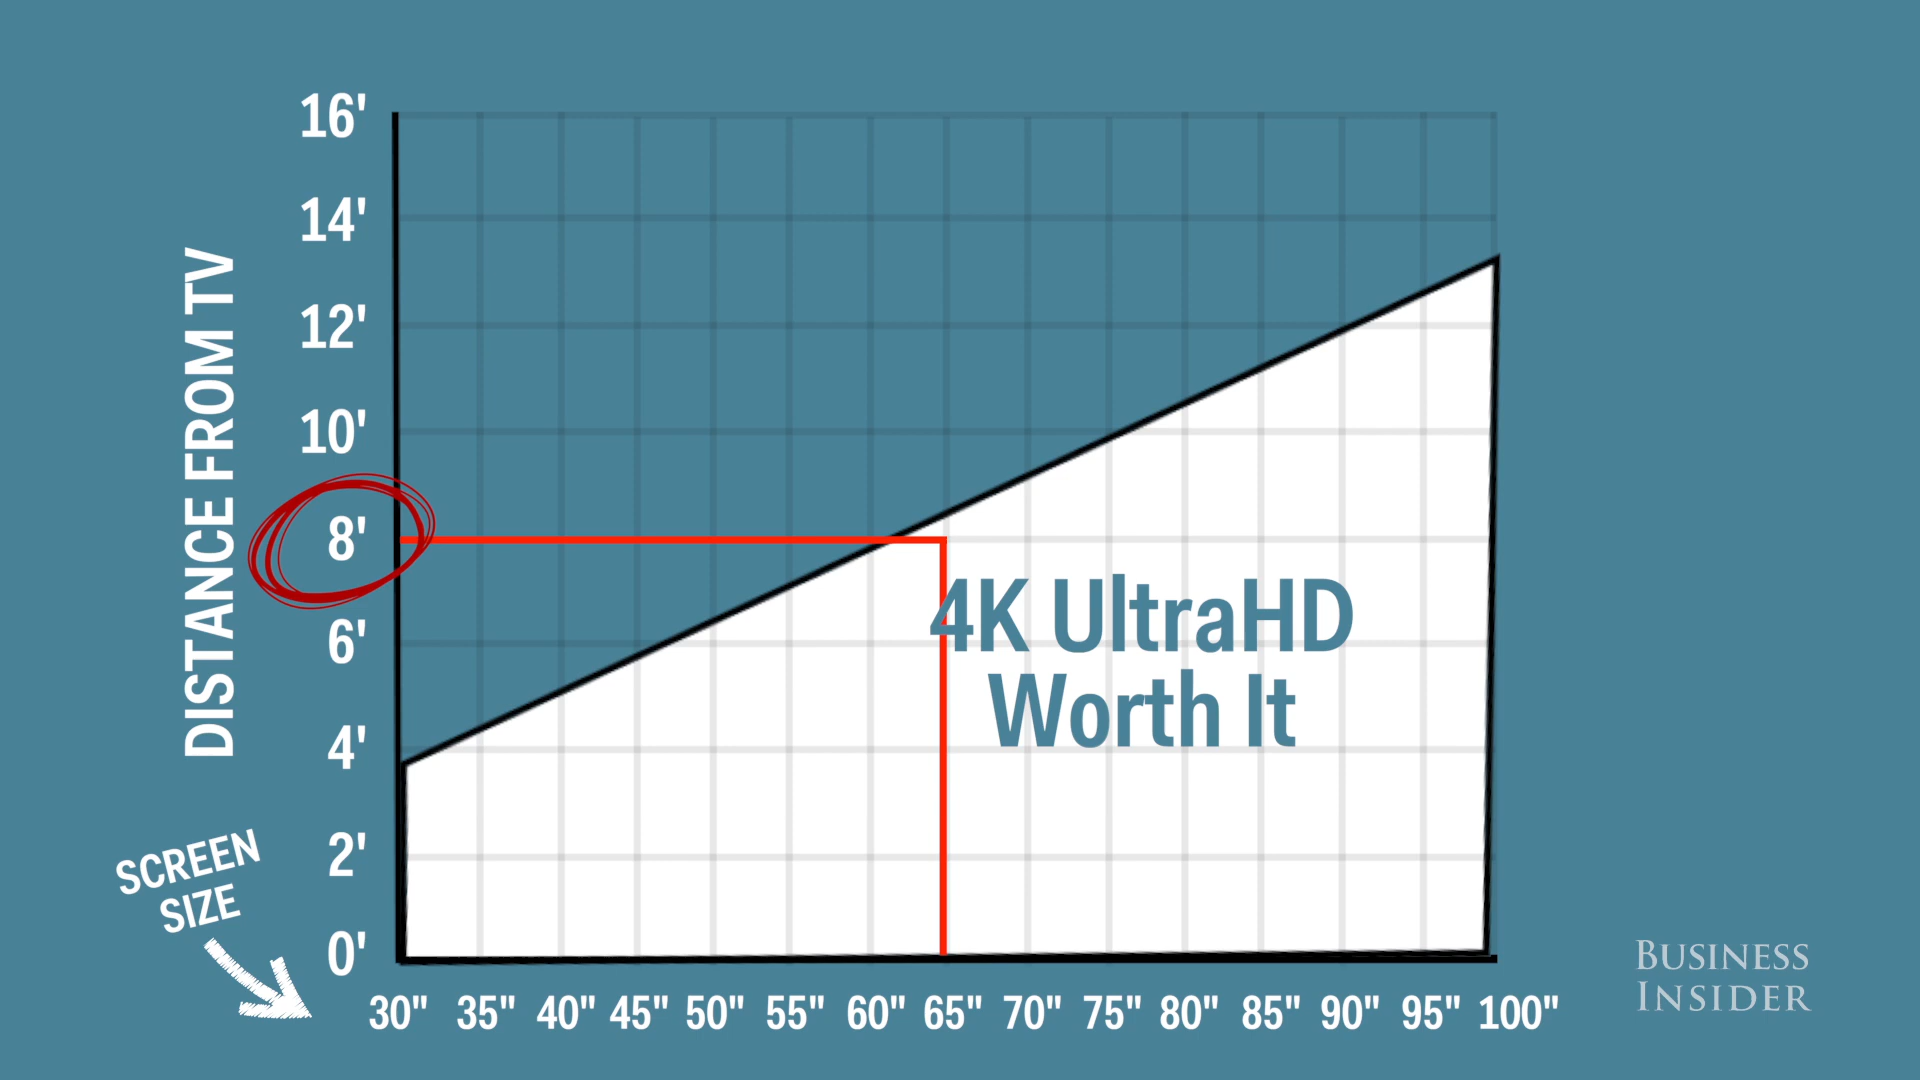 16'
14'
12'
10'
8'
6'
4'
2'
0'
DISTANCE FROM TV
SCREEN
SIZE
30" 35" 40" 45" 50" 55" 60" 65" 70" 75" 80" 85" 90" 95" 100"
4K UltraHD
Worth It
BUSINESS
INSIDER